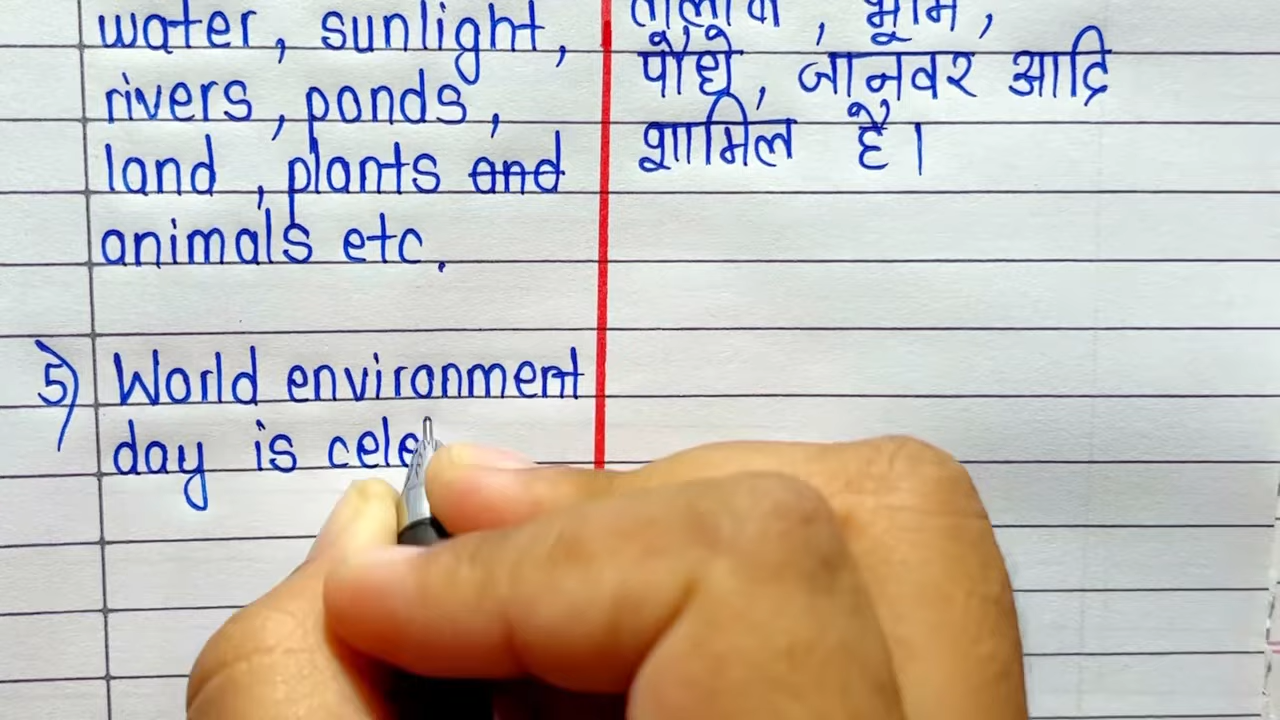 water, sunlight,
rivers, ponds,
land, plants and
animals etc.
5) World environment
day is cele
तालाब, भूमि,
पौधे, जानवर आदि
शामिल है।